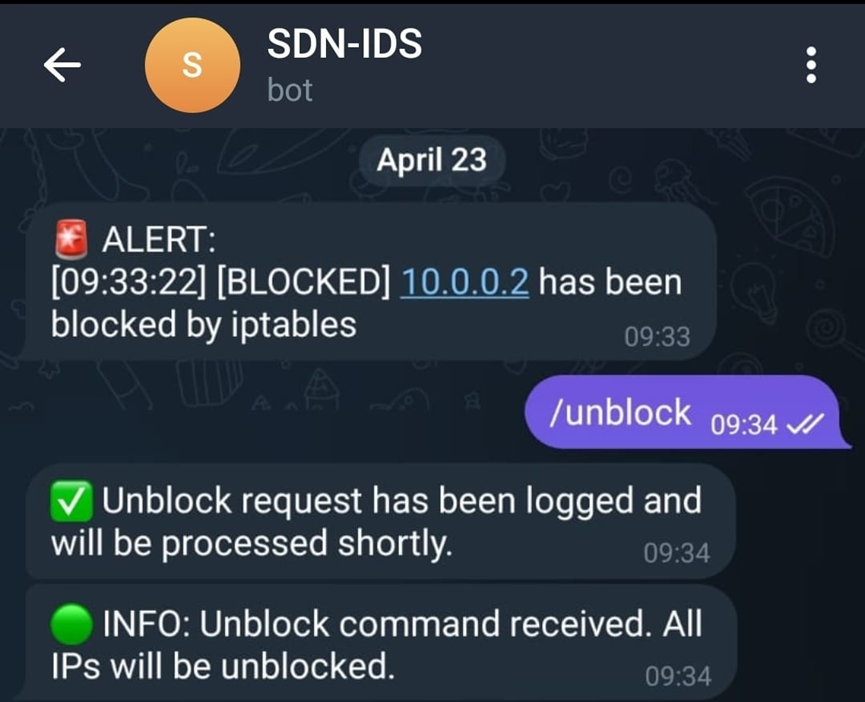 SDN-IDS
S
bot
April 23
🚨 ALERT:
[09:33:22] [BLOCKED] 10.0.0.2 has been
blocked by iptables
09:33
/unblock 09:34
✅ Unblock request has been logged and
will be processed shortly.
09:34
🟢 INFO: Unblock command received. All
IPs will be unblocked.
09:34